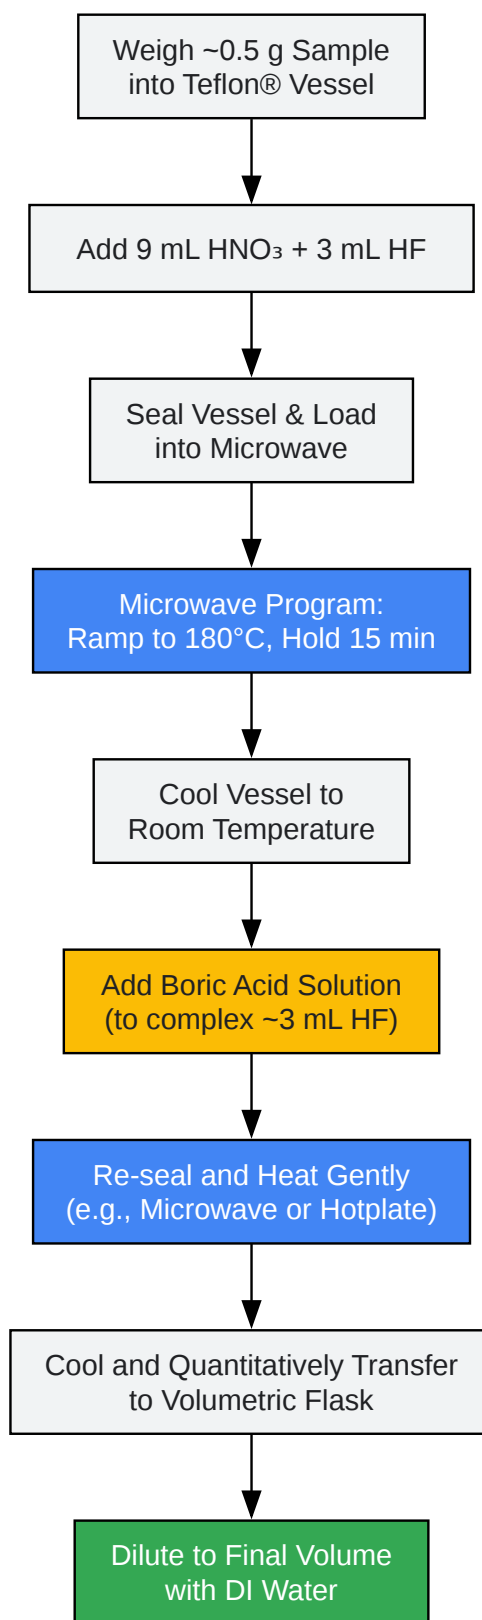 Weigh ~0.5 g Sample
into Teflon® Vessel
Add 9 mL HNO₃ + 3 mL HF
Seal Vessel & Load
into Microwave
Microwave Program:
Ramp to 180°C, Hold 15 min
Cool Vessel to
Room Temperature
Add Boric Acid Solution
(to complex ~3 mL HF)
Re-seal and Heat Gently
(e.g., Microwave or Hotplate)
Cool and Quantitatively Transfer
to Volumetric Flask
Dilute to Final Volume
with DI Water